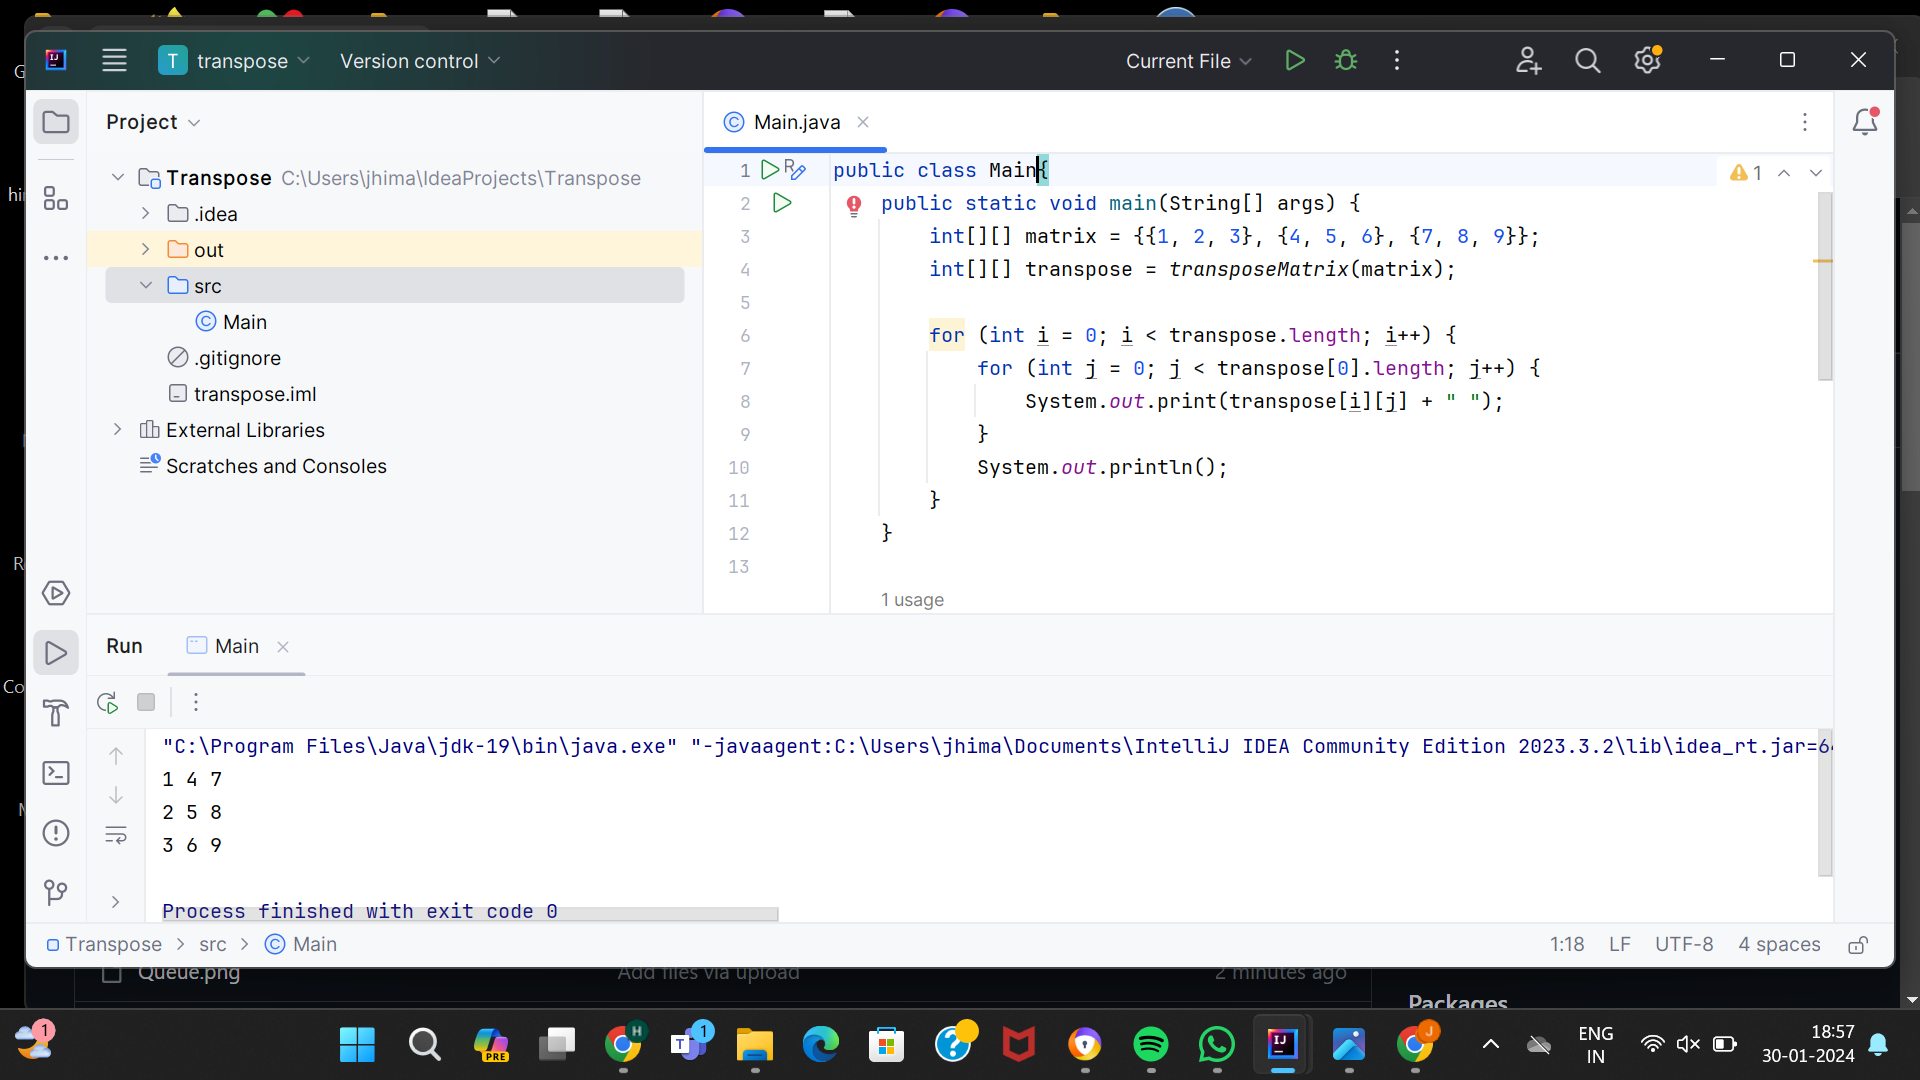 transpose
Version control
Current File
Project
Main.java
Transpose C:\Users\jhima\IdeaProjects\Transpose
.idea
out
src
Main
.gitignore
transpose.iml
External Libraries
Scratches and Consoles
1 public class Main{
1
2 public static void main(String[] args) {
3 int[][] matrix = {{1, 2, 3}, {4, 5, 6}, {7, 8, 9}};
4 int[][] transpose = transposeMatrix(matrix);
5
6 for (int i = 0; i < transpose.length; i++) {
7 for (int j = 0; j < transpose[0].length; j++) {
8 System.out.print(transpose[i][j] + " ");
9 }
10 System.out.println();
11 }
12 }
13
1 usage
Run
Main
"C:\Program Files\Java\jdk-19\bin\java.exe" "-javaagent:C:\Users\jhima\Documents\IntelliJ IDEA Community Edition 2023.3.2\lib\idea_rt.jar=6
1 4 7
2 5 8
3 6 9
Process finished with exit code 0
Transpose > src > Main
1:18 LF UTF-8 4 spaces
Queue.png Add files via upload 2 minutes ago
Packages
ENG
IN
18:57
30-01-2024